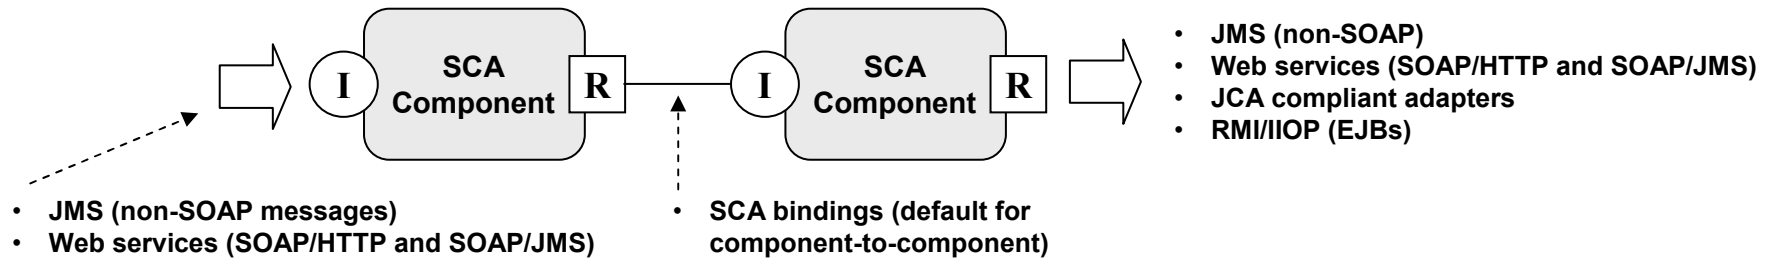 I
SCA
Component
R
I
SCA
Component
R
• JMS (non-SOAP)
• Web services (SOAP/HTTP and SOAP/JMS)
• JCA compliant adapters
• RMI/IIOP (EJBs)
• JMS (non-SOAP messages)
• Web services (SOAP/HTTP and SOAP/JMS)
• SCA bindings (default for
component-to-component)